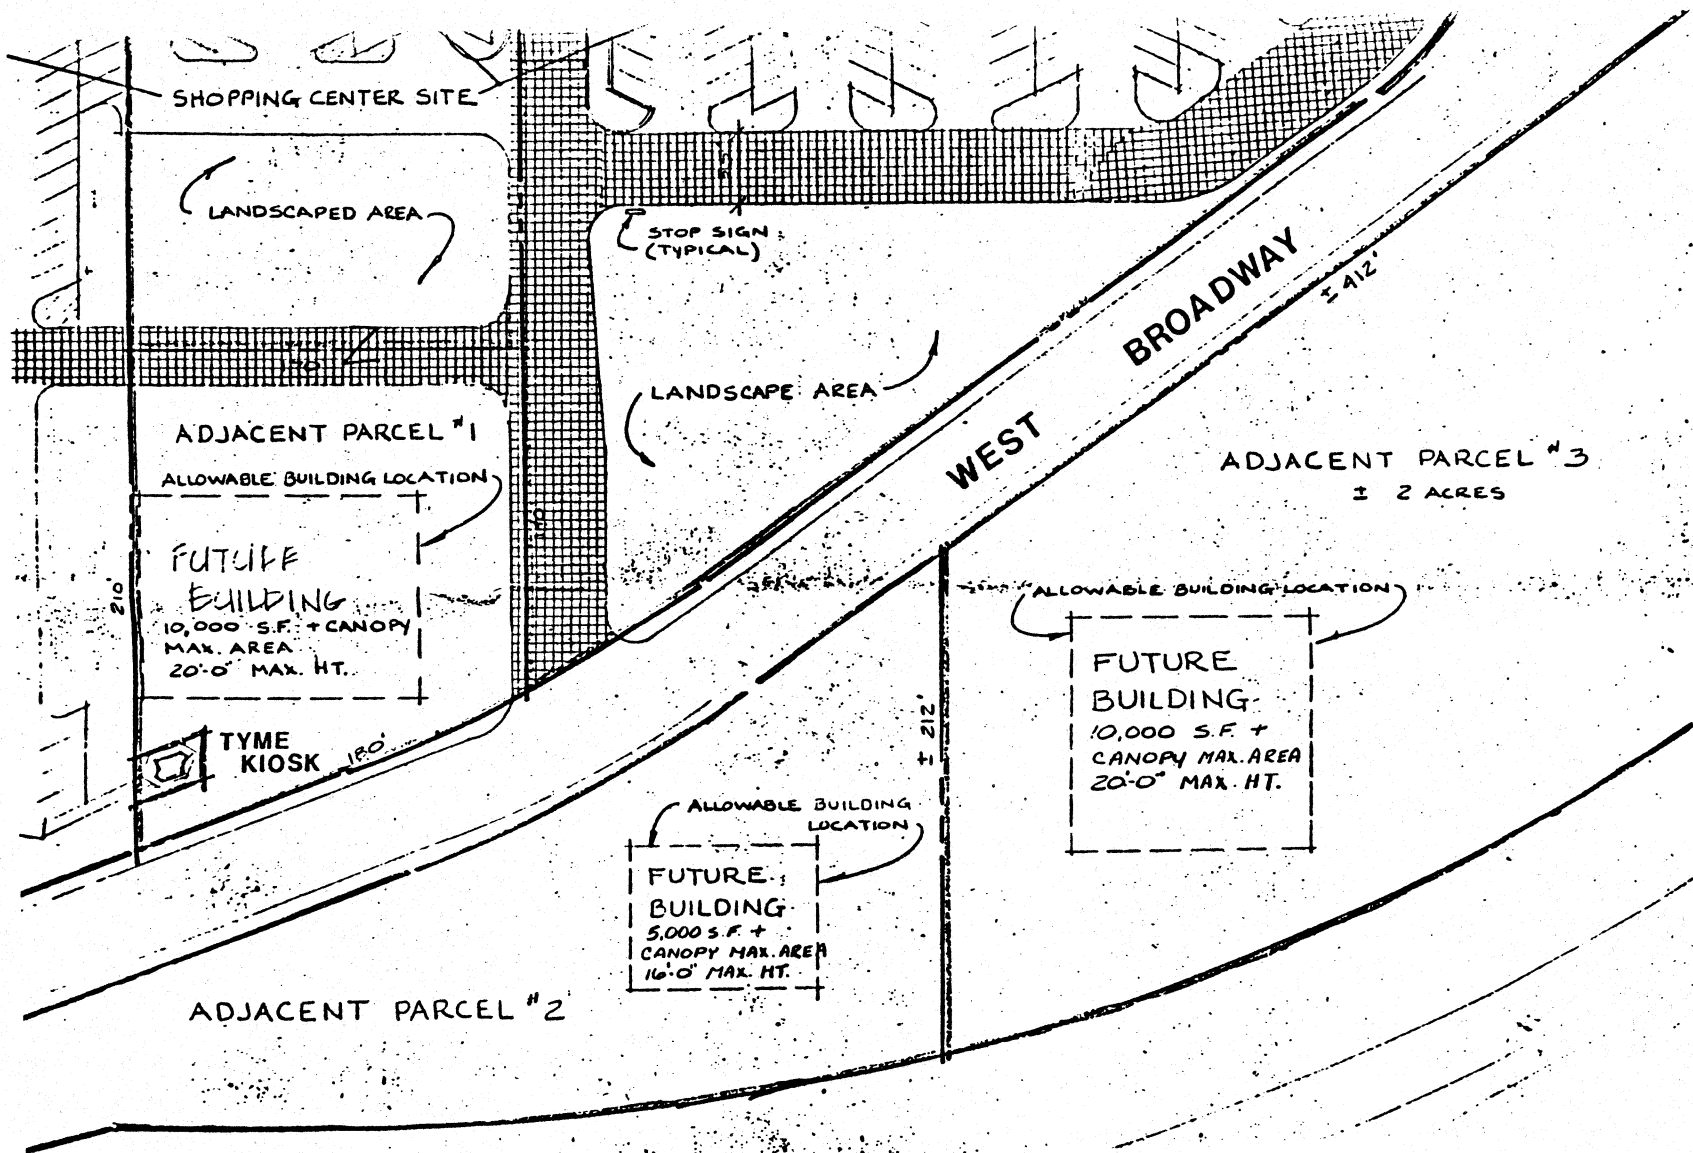 SHOPPING CENTER SITE
LANDSCAPED AREA
STOP SIGN
(TYPICAL)
LANDSCAPE AREA
WEST BROADWAY
± 412'
ADJACENT PARCEL #1
ALLOWABLE BUILDING LOCATION
FUTURE
BUILDING
10,000 S.F. + CANOPY
MAX. AREA
20'-0" MAX. HT.
210'
TYME
KIOSK
180'
ADJACENT PARCEL #3
± 2 ACRES
ALLOWABLE BUILDING LOCATION
FUTURE
BUILDING
10,000 S.F. +
CANOPY MAX. AREA
20'-0" MAX. HT.
± 212'
ALLOWABLE BUILDING
LOCATION
FUTURE
BUILDING
5,000 S.F. +
CANOPY MAX. AREA
16'-0" MAX. HT.
ADJACENT PARCEL #2